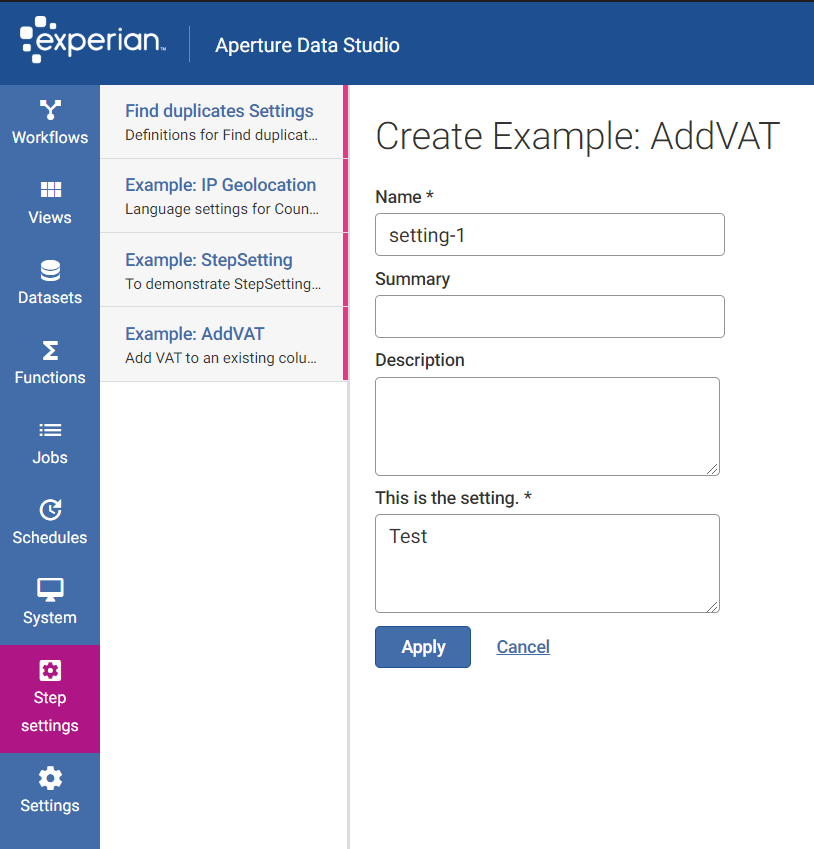 experian™
Aperture Data Studio
Workflows
Views
Datasets
Functions
Jobs
Schedules
System
Step
settings
Settings
Find duplicates Settings
Definitions for Find duplicat...
Example: IP Geolocation
Language settings for Coun...
Example: StepSetting
To demonstrate StepSetting...
Example: AddVAT
Add VAT to an existing colu...
Create Example: AddVAT
Name *
setting-1
Summary
Description
This is the setting. *
Test
Apply
Cancel